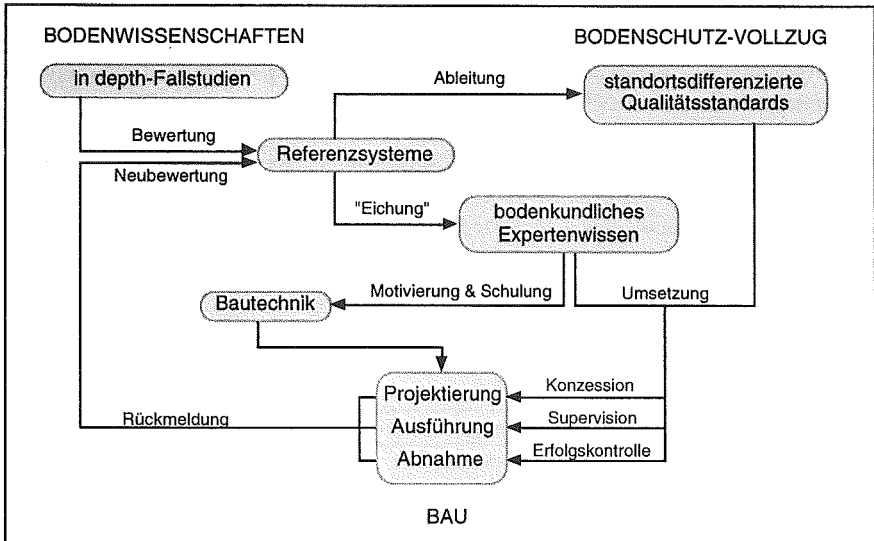 BODENWISSENSCHAFTEN
BODENSCHUTZ-VOLLZUG
in depth-Fallstudien
Ableitung
standortsdifferenzierte
Qualitätsstandards
Bewertung
Referenzsysteme
Neubewertung
"Eichung"
bodenkundliches
Expertenwissen
Bautechnik
Motivierung & Schulung
Umsetzung
Projektierung
Konzession
Rückmeldung
Ausführung
Supervision
Abnahme
Erfolgskontrolle
BAU